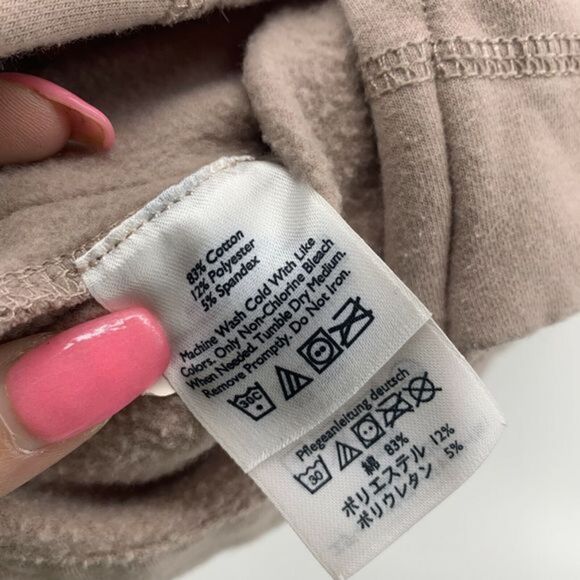 83% Cotton
12% Polyester
5% Spandex
Machine Wash Cold With Like
Colors. Only Non-Chlorine Bleach
When Needed. Tumble Dry Medium.
Remove Promptly. Do Not Iron.
30C
Pflegeanleitung deutsch
30
綿 83%
ポリエステル 12%
ポリウレタン 5%